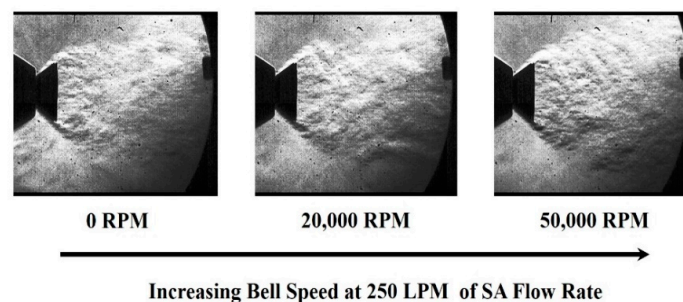 0 RPM
20,000 RPM
50,000 RPM
Increasing Bell Speed at 250 LPM of SA Flow Rate